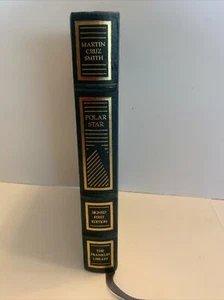 MARTIN
CRUZ
SMITH
POLAR
STAR
SIGNED
FIRST
EDITION
THE
FRANKLIN
LIBRARY